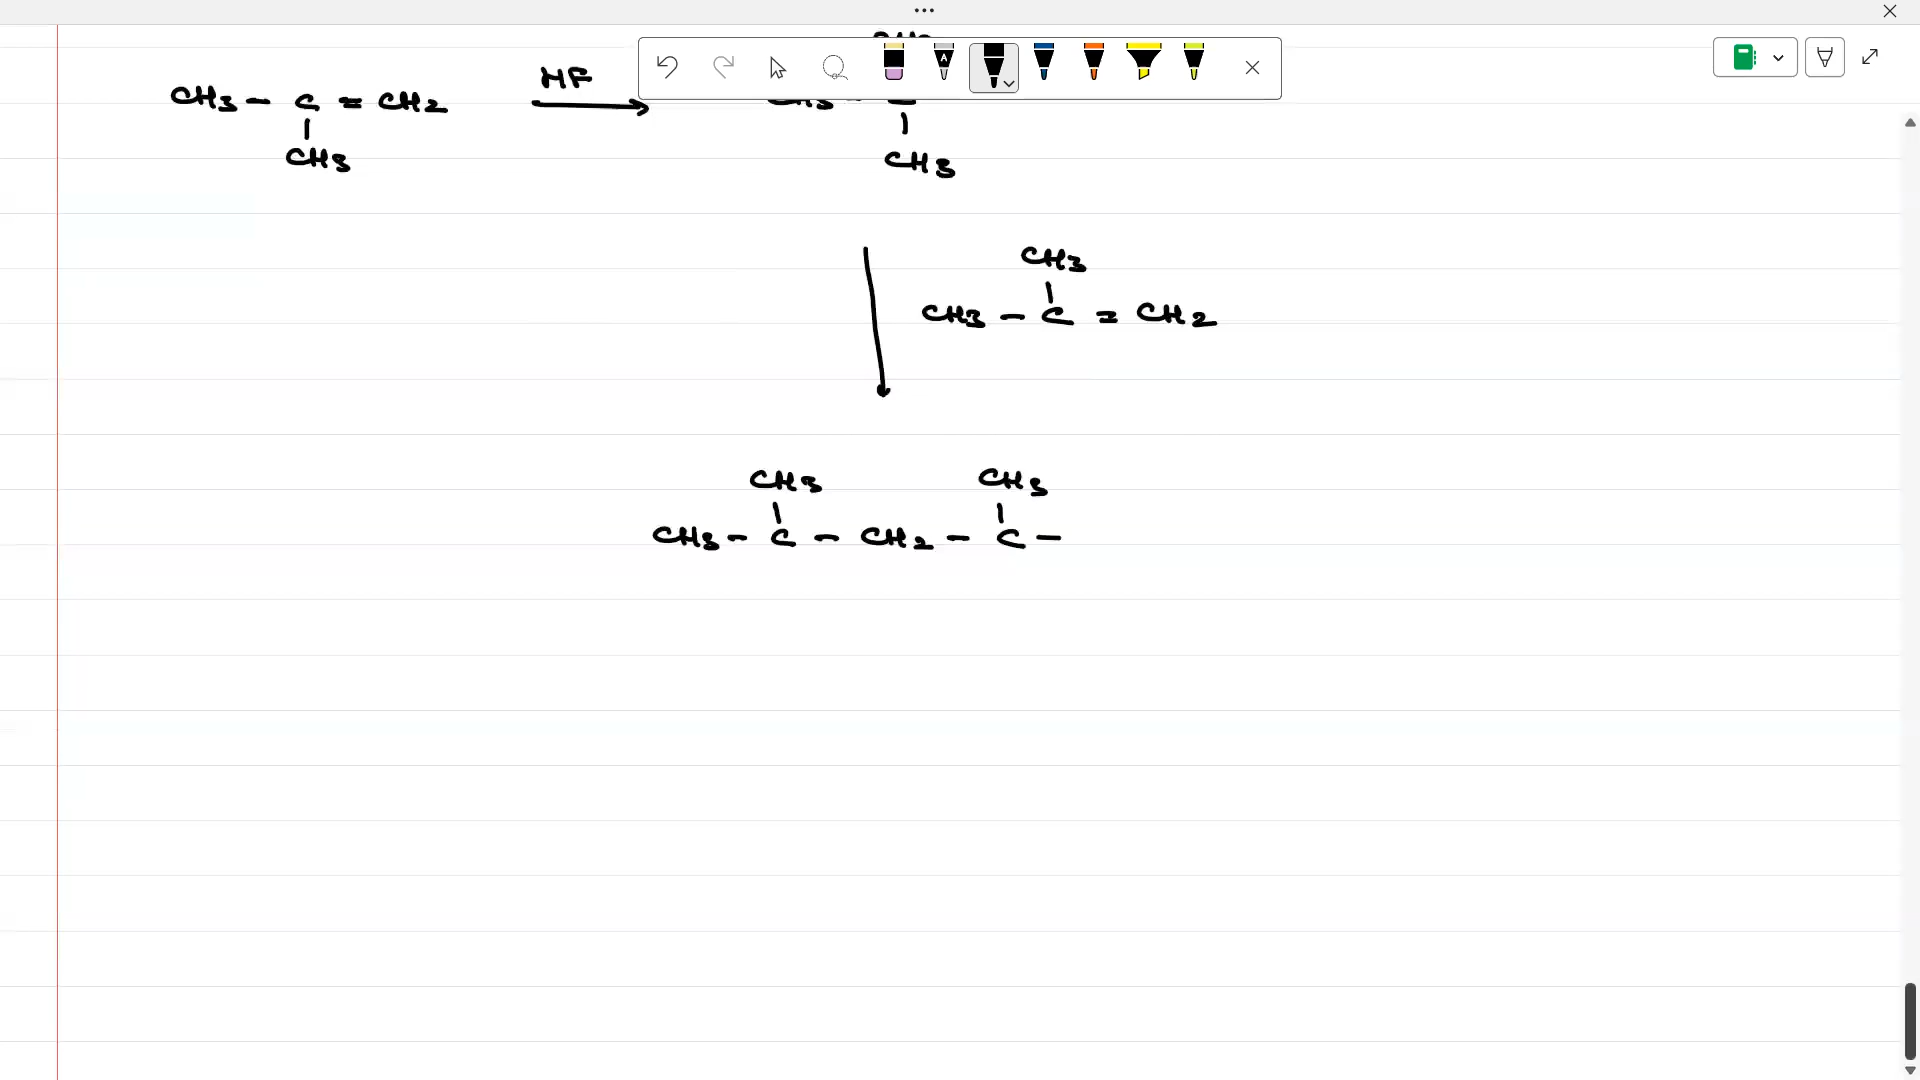 CH3 - C = CH2 HF CH3 - C
CH3 CH3
CH3
CH3 - C = CH2
CH3 CH3
CH3 - C - CH2 - C -